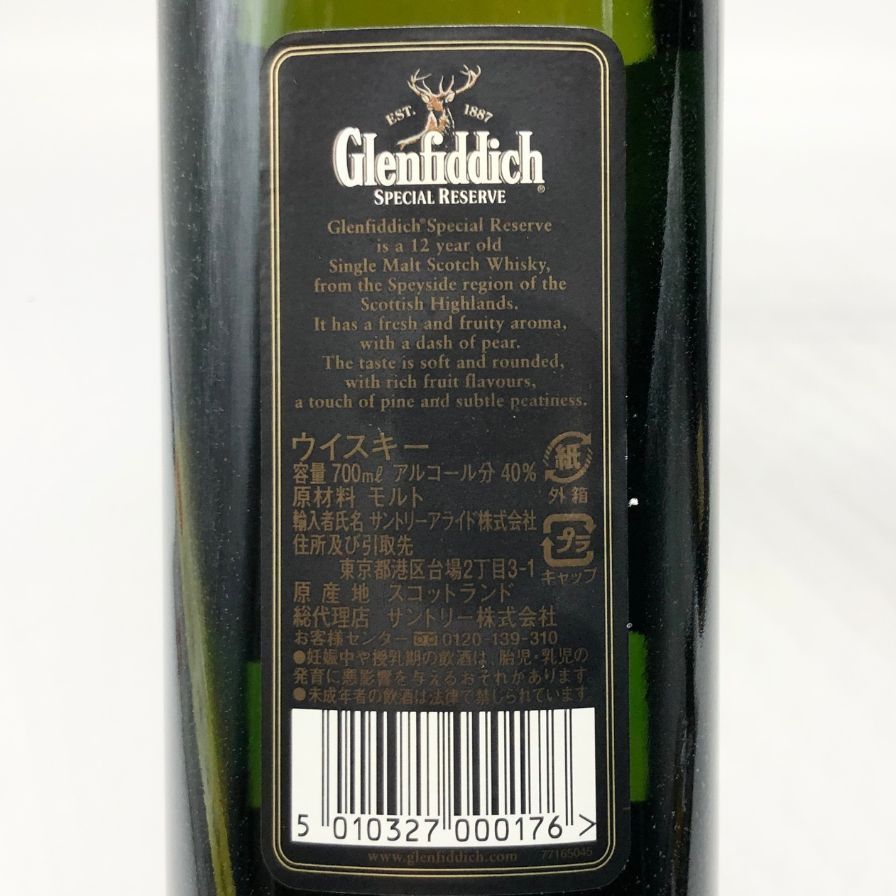 EST. 1887
Glenfiddich®
SPECIAL RESERVE
Glenfiddich® Special Reserve
is a 12 year old
Single Malt Scotch Whisky,
from the Speyside region of the
Scottish Highlands.
It has a fresh and fruity aroma,
with a dash of pear.
The taste is soft and rounded,
with rich fruit flavours,
a touch of pine and subtle peatiness.
ウイスキー
容量 700mℓ アルコール分 40%
原材料 モルト
輸入者氏名 サントリーアライド株式会社
住所及び引取先
東京都港区台場2丁目3-1
原産地 スコットランド
総代理店 サントリー株式会社
お客様センター 0120-139-310
●妊娠中や授乳期の飲酒は、胎児・乳児の
発育に悪影響を与えるおそれがあります。
●未成年者の飲酒は法律で禁じられています。
紙
外箱
プラ
キャップ
5 010327 000176 >
www.glenfiddich.com 77165045